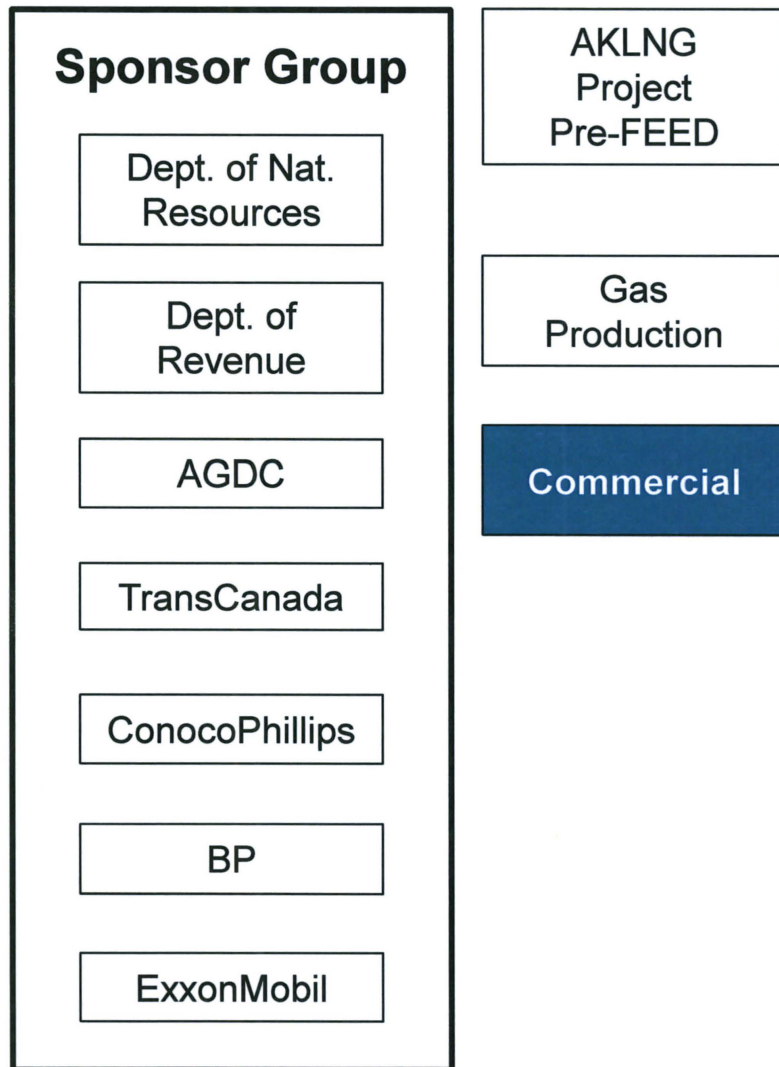 Sponsor Group
Dept. of Nat.
Resources
Dept. of
Revenue
AGDC
TransCanada
ConocoPhillips
BP
ExxonMobil
AKLNG
Project
Pre-FEED
Gas
Production
Commercial